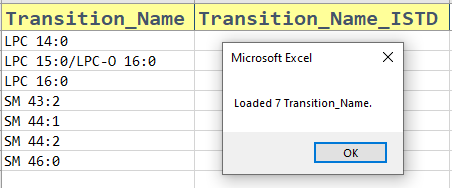 Transition_Name Transition_Name_ISTD
LPC 14:0
LPC 15:0/LPC-O 16:0
LPC 16:0
SM 43:2
SM 44:1
SM 44:2
SM 46:0
Microsoft Excel
Loaded 7 Transition_Name.
OK